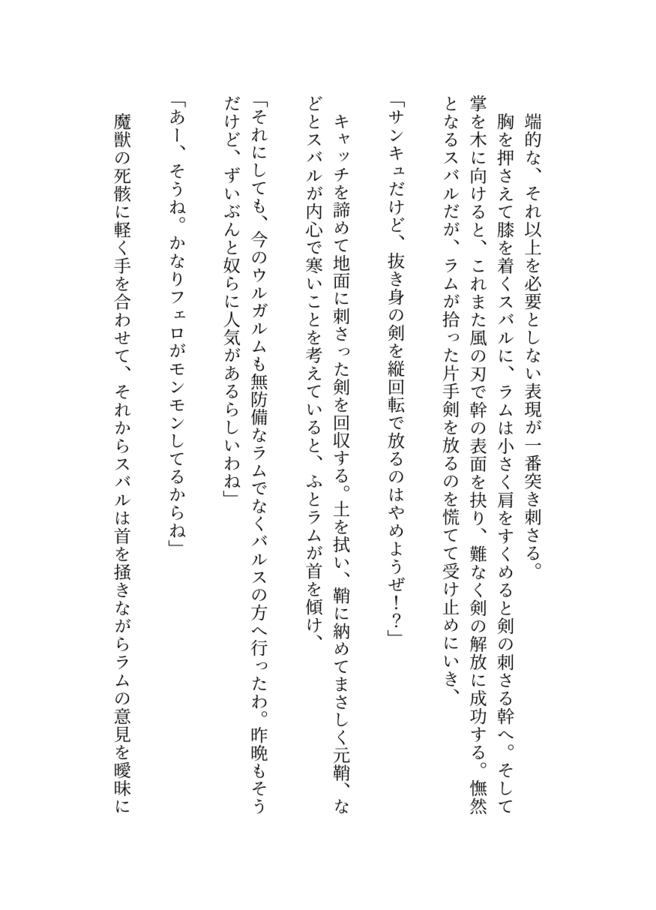 端的な、それ以上を必要としない表現が一番突き刺さる。
胸を押さえて膝を着くスバルに、ラムは小さく肩をすくめると剣の刺さる幹へ。そして
掌を木に向けると、これまた風の刃で幹の表面を抉り、難なく剣の解放に成功する。憮然
となるスバルだが、ラムが拾った片手剣を放るのを慌てて受け止めにいき、
「サンキュだけど、抜き身の剣を縦回転で放るのはやめようぜ!?」
キャッチを諦めて地面に刺さった剣を回収する。土を拭い、鞘に納めてまさしく元鞘、な
どとスバルが内心で寒いことを考えていると、ふとラムが首を傾け、
「それにしても、今のウルガルムも無防備なラムでなくバルスの方へ行ったわ。昨晩もそう
だけど、ずいぶんと奴らに人気があるらしいわね」
「あー、そうね。かなりフェロがモンモンしてるからね」
魔獣の死骸に軽く手を合わせて、それからスバルは首を掻きながらラムの意見を曖昧に